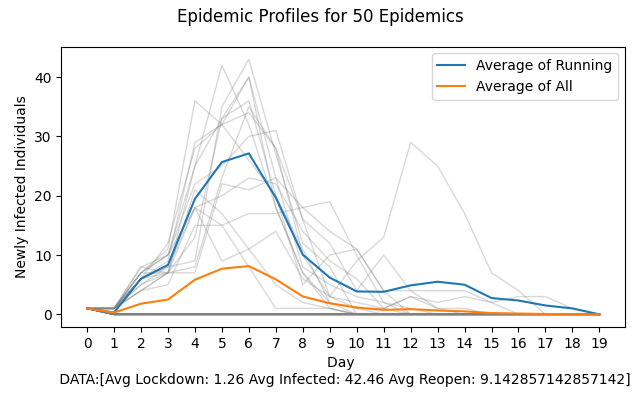 Epidemic Profiles for 50 Epidemics
Newly Infected Individuals
40
30
20
10
0
Average of Running
Average of All
0 1 2 3 4 5 6 7 8 9 10 11 12 13 14 15 16 17 18 19
Day
DATA:[Avg Lockdown: 1.26 Avg Infected: 42.46 Avg Reopen: 9.142857142857142]